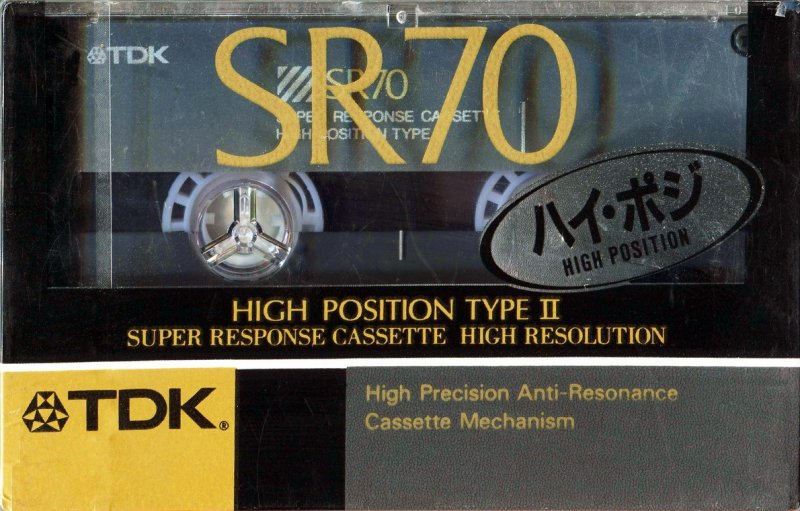 TDK
SR70
SR70
SUPER RESPONSE CASSETTE
HIGH POSITION TYPE
ハイ・ポジ
HIGH POSITION
HIGH POSITION TYPE II
SUPER RESPONSE CASSETTE HIGH RESOLUTION
TDK®
High Precision Anti-Resonance
Cassette Mechanism